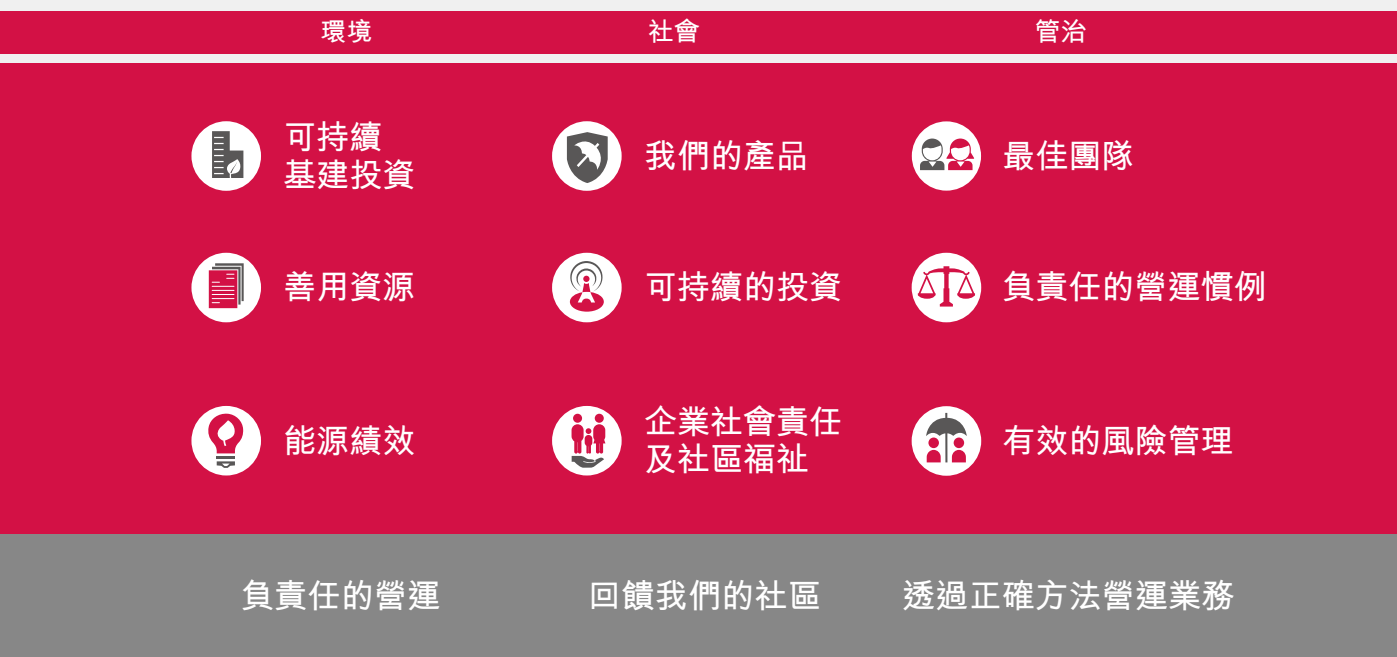 環境
社會
管治
可持續
基建投資
我們的產品
最佳團隊
善用資源
可持續的投資
負責任的營運慣例
能源績效
企業社會責任
及社區福祉
有效的風險管理
負責任的營運
回饋我們的社區
透過正確方法營運業務